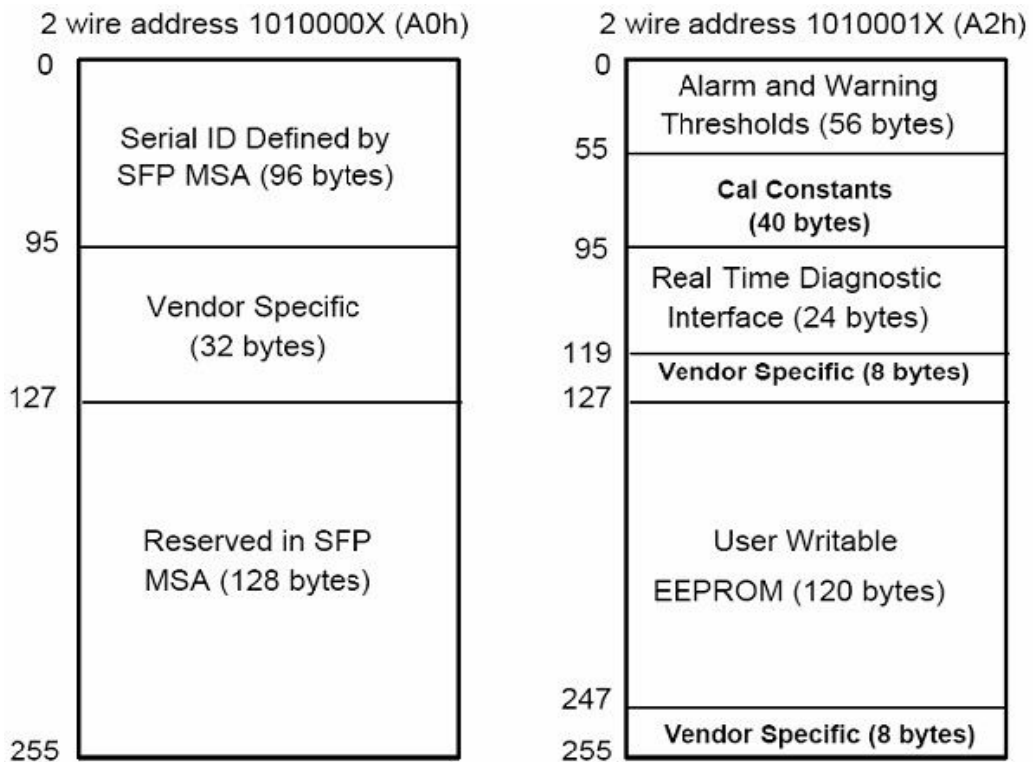 2 wire address 1010000X (A0h)
0
Serial ID Defined by
SFP MSA (96 bytes)
95
Vendor Specific
(32 bytes)
127
Reserved in SFP
MSA (128 bytes)
255
2 wire address 1010001X (A2h)
0
Alarm and Warning
Thresholds (56 bytes)
55
Cal Constants
(40 bytes)
95
Real Time Diagnostic
Interface (24 bytes)
119
Vendor Specific (8 bytes)
127
User Writable
EEPROM (120 bytes)
247
Vendor Specific (8 bytes)
255